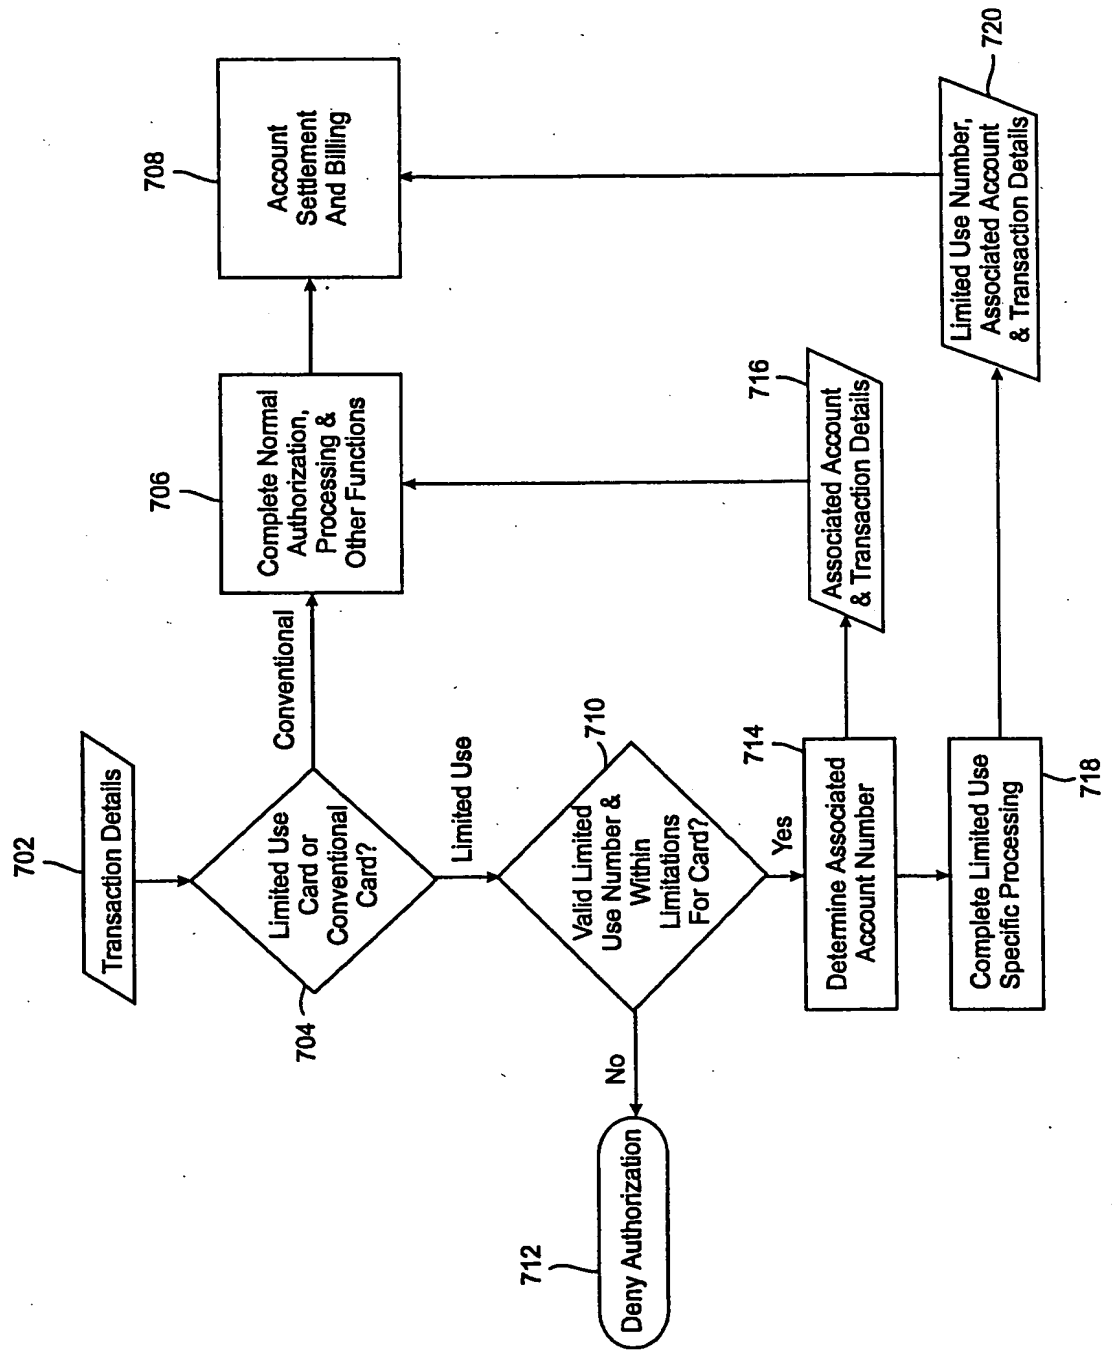 702
Transaction Details
704
Limited Use
Card or
Conventional
Card?
Conventional
706
Complete Normal
Authorization,
Processing &
Other Functions
708
Account
Settlement
And Billing
Limited Use
710
Valid Limited
Use Number &
Within
Limitations
For Card?
No
712
Deny Authorization
Yes
714
Determine Associated
Account Number
716
Associated Account
& Transaction Details
718
Complete Limited Use
Specific Processing
720
Limited Use Number,
Associated Account
& Transaction Details